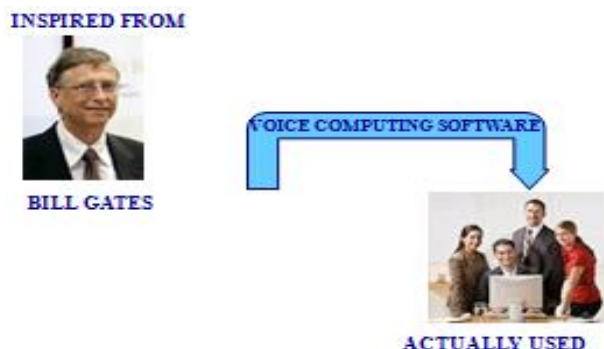 INSPIRED FROM
VOICE COMPUTING SOFTWARE
BILL GATES
ACTUALLY USED